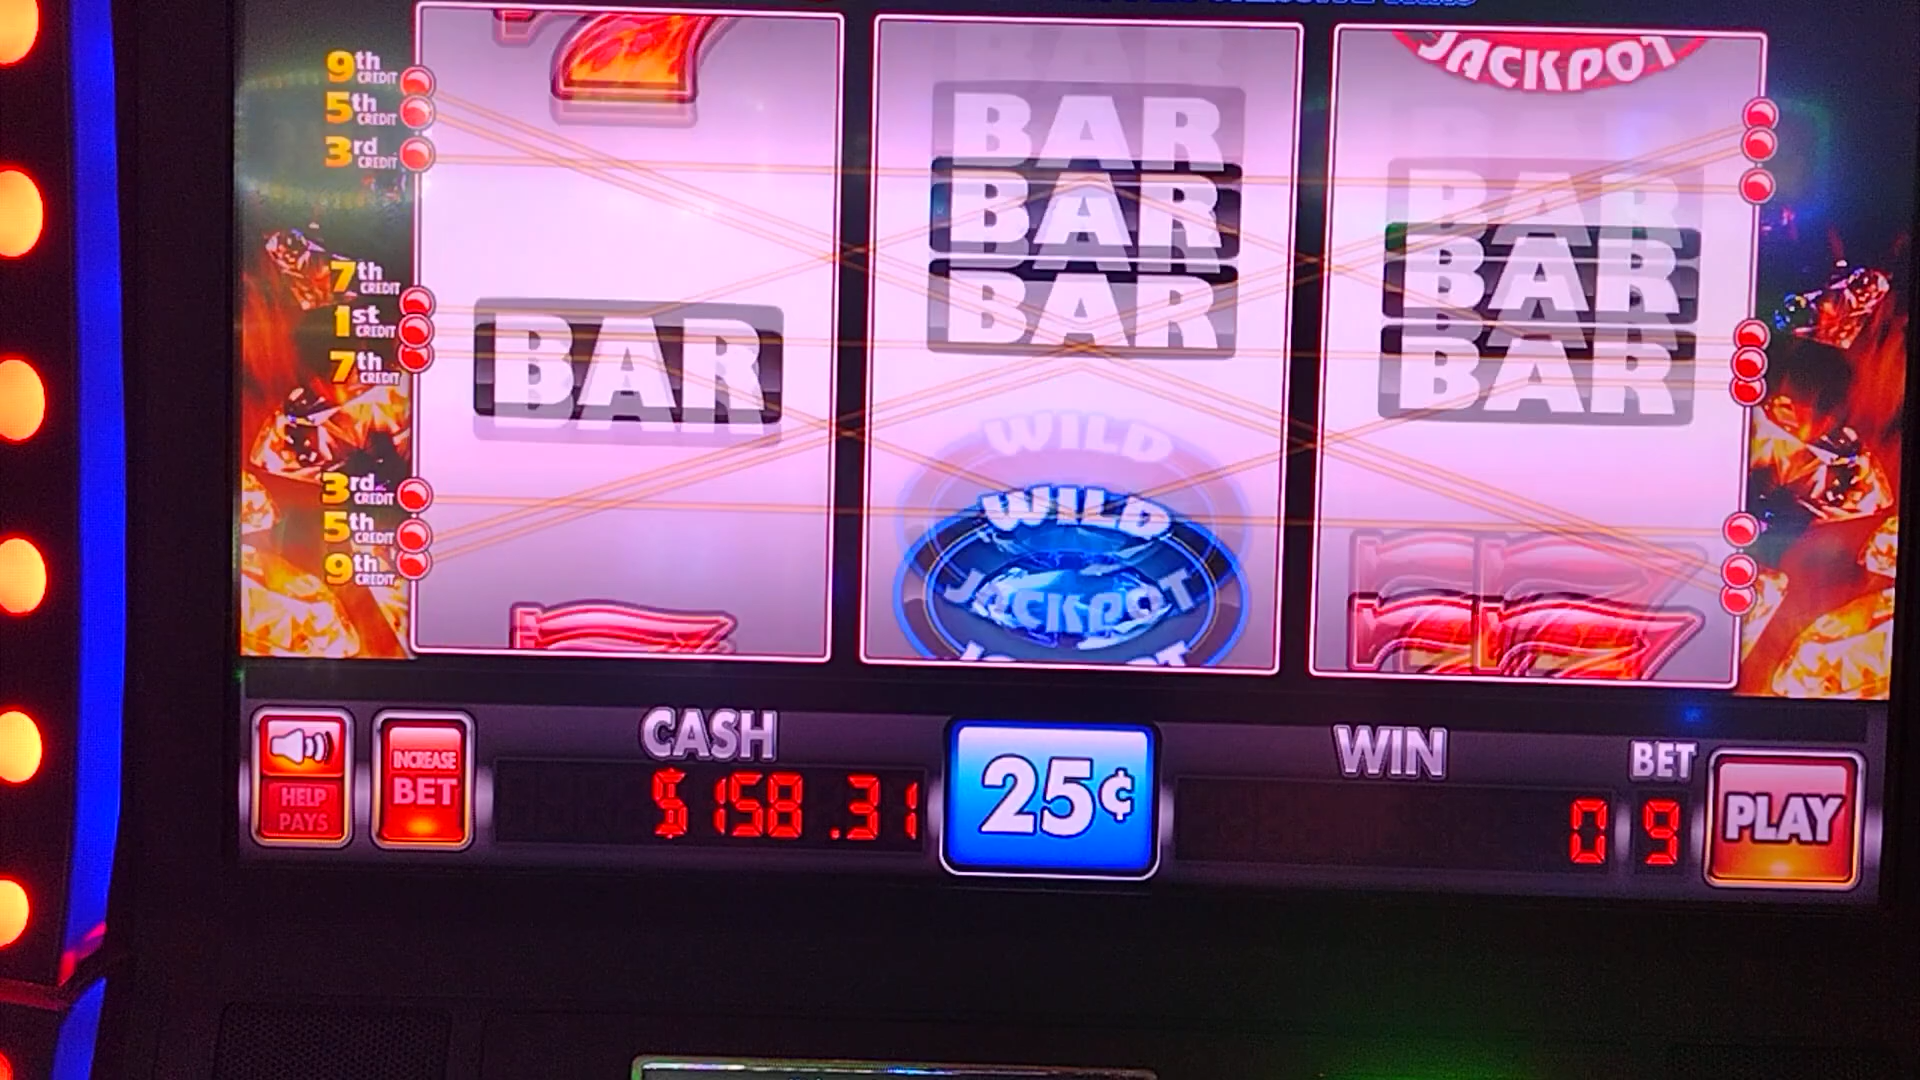 9th CREDIT
5th CREDIT
3rd CREDIT
7th CREDIT
1st CREDIT
7th CREDIT
3rd CREDIT
5th CREDIT
9th CREDIT
7
BAR
BAR
BAR
BAR
WILD
WILD
JACKPOT
JACKPOT
BAR
BAR
BAR
77
HELP
PAYS
INCREASE
BET
CASH
$158.31
25¢
WIN
0
BET
9
PLAY